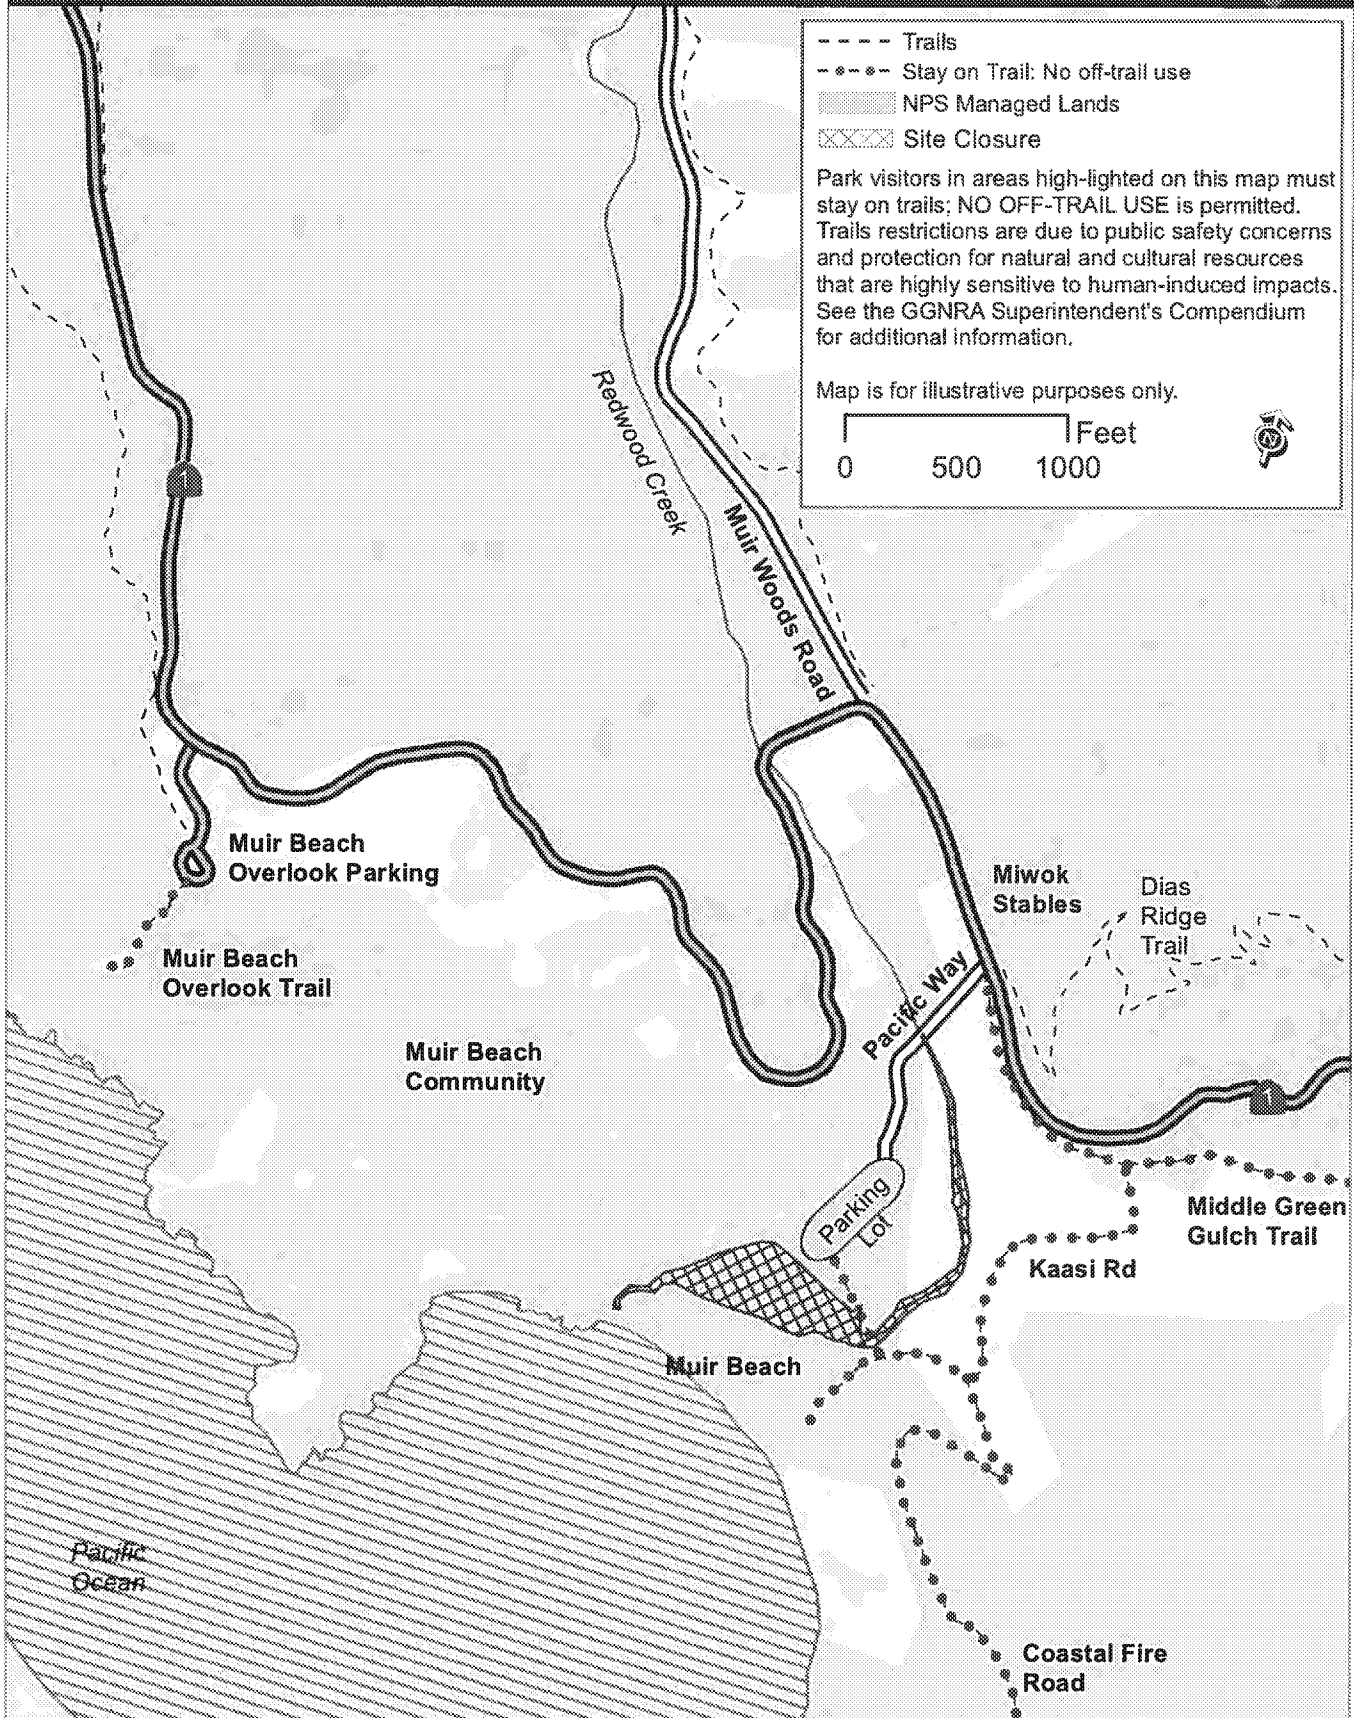 Trails
Stay on Trail: No off-trail use
NPS Managed Lands
Site Closure
Park visitors in areas high-lighted on this map must
stay on trails; NO OFF-TRAIL USE is permitted.
Trails restrictions are due to public safety concerns
and protection for natural and cultural resources
that are highly sensitive to human-induced impacts.
See the GGNRA Superintendent's Compendium
for additional information.
Map is for illustrative purposes only.
Feet
0 500 1000
N
Redwood Creek
1
Muir Woods Road
Muir Beach
Overlook Parking
Miwok
Stables
Dias
Ridge
Trail
Muir Beach
Overlook Trail
Pacific Way
Muir Beach
Community
1
Parking
Lot
Middle Green
Gulch Trail
Kaasi Rd
Muir Beach
Pacific
Ocean
Coastal Fire
Road